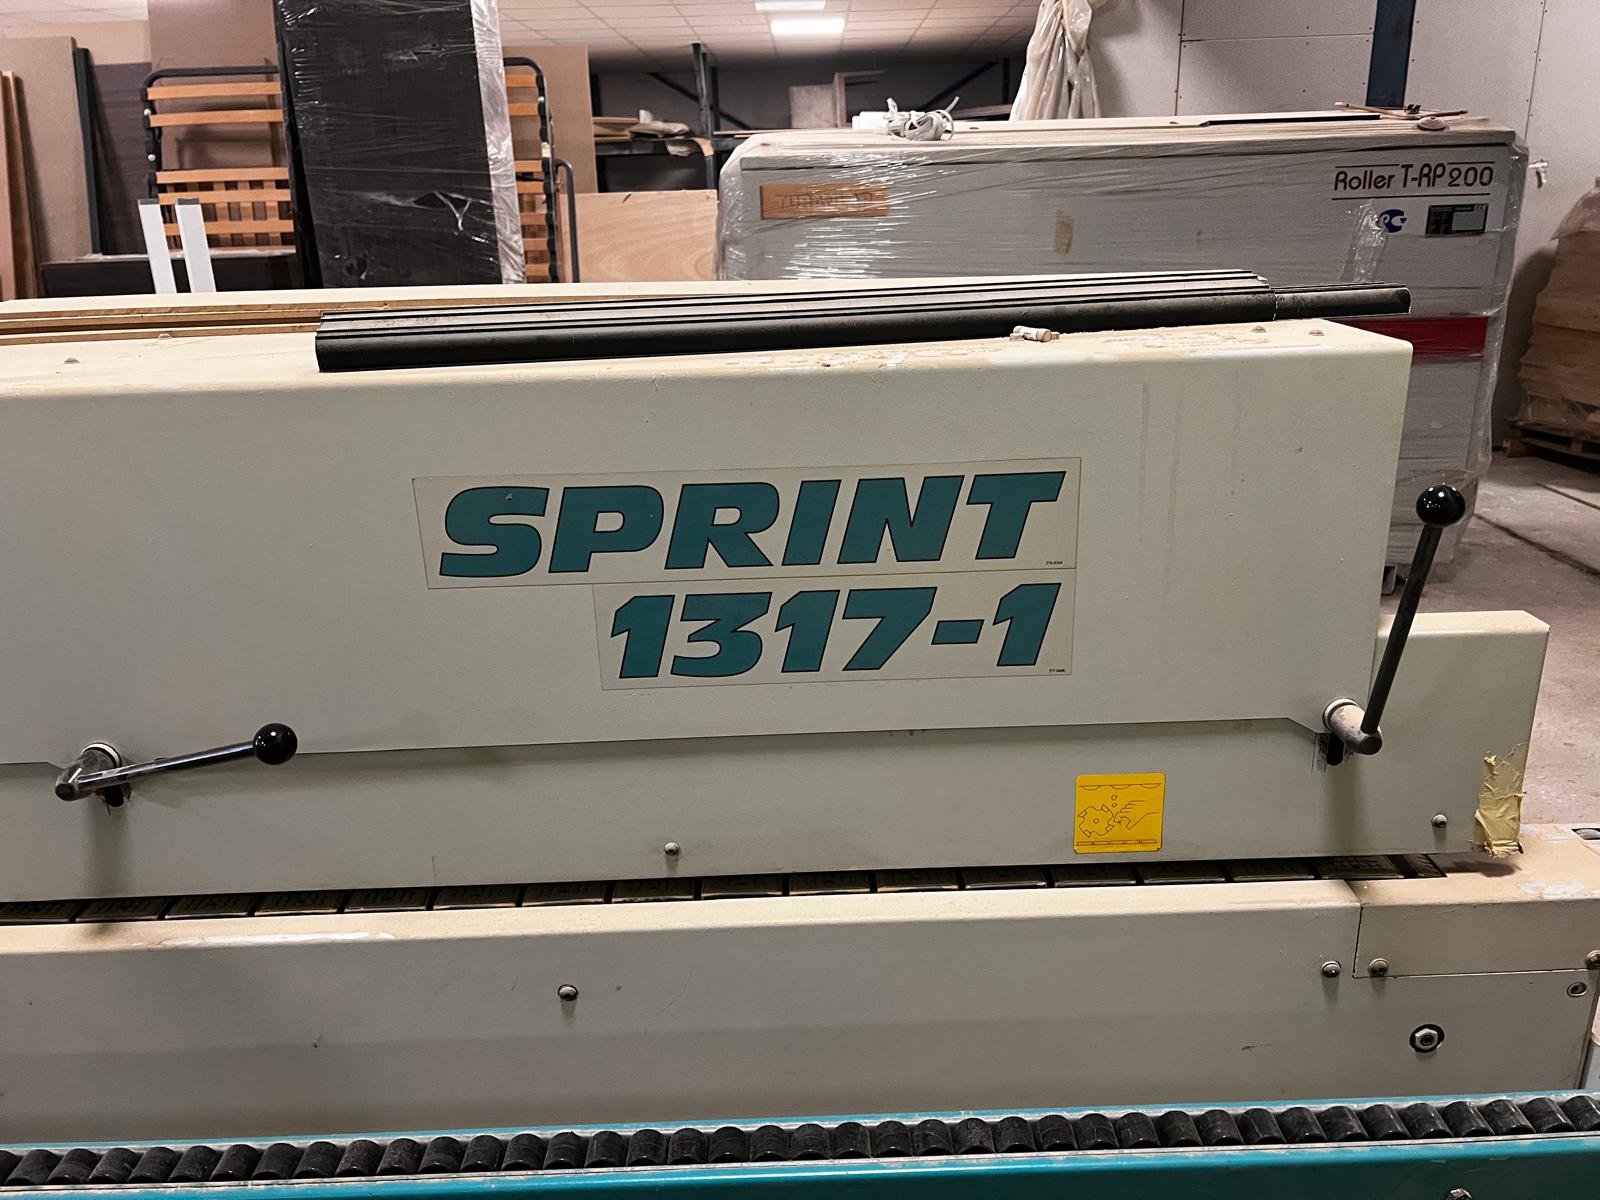 Roller T-RP200
SPRINT
1317-1